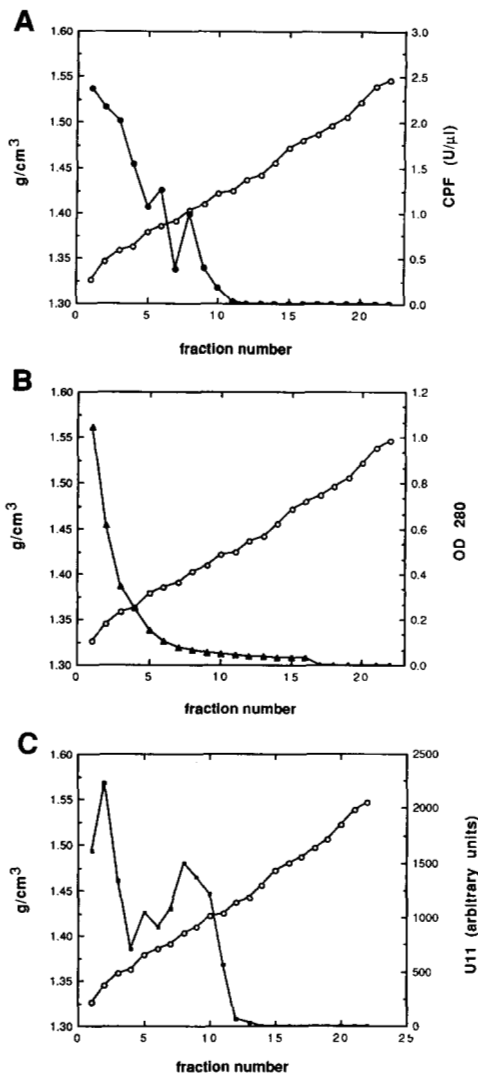 A
1.60
1.55
1.50
1.45
1.40
1.35
1.30
g/cm3
3.0
2.5
2.0
1.5
1.0
0.5
0.0
CPF (U/µl)
0 5 10 15 20
fraction number
B
1.60
1.55
1.50
1.45
1.40
1.35
1.30
g/cm3
1.2
1.0
0.8
0.6
0.4
0.2
0.0
OD 280
0 5 10 15 20
fraction number
C
1.60
1.55
1.50
1.45
1.40
1.35
1.30
g/cm3
2500
2000
1500
1000
500
0
U11 (arbitrary units)
0 5 10 15 20 25
fraction number